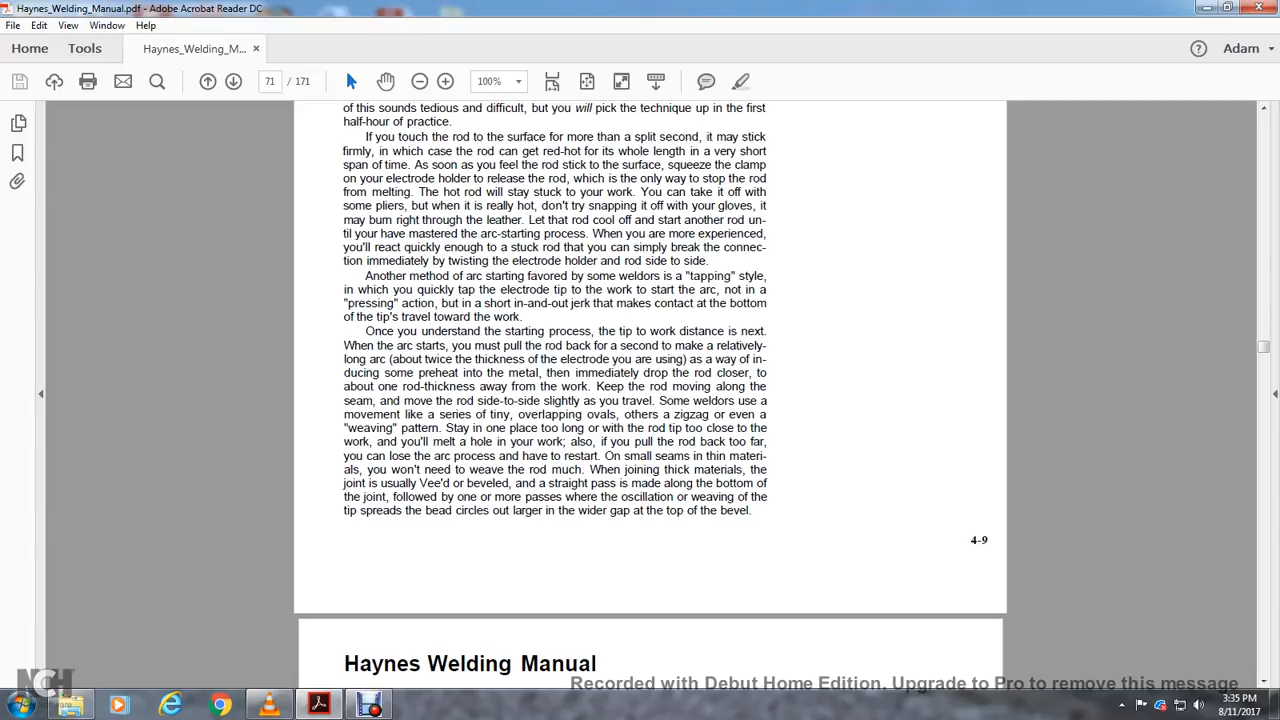 Haynes_Welding_Manual.pdf - Adobe Acrobat Reader DC
File Edit View Window Help
Home Tools Haynes_Welding_M... × Adam
71 / 171 100%
of this sounds tedious and difficult, but you will pick the technique up in the first
half-hour of practice.
If you touch the rod to the surface for more than a split second, it may stick
firmly, in which case the rod can get red-hot for its whole length in a very short
span of time. As soon as you feel the rod stick to the surface, squeeze the clamp
on your electrode holder to release the rod, which is the only way to stop the rod
from melting. The hot rod will stay stuck to your work. You can take it off with
some pliers, but when it is really hot, don't try snapping it off with your gloves, it
may bum right through the leather. Let that rod cool off and start another rod un-
til your have mastered the arc-starting process. When you are more experienced,
you'll react quickly enough to a stuck rod that you can simply break the connec-
tion immediately by twisting the electrode holder and rod side to side.
Another method of arc starting favored by some weldors is a "tapping" style,
in which you quickly tap the electrode tip to the work to start the arc, not in a
"pressing" action, but in a short in-and-out jerk that makes contact at the bottom
of the tip's travel toward the work.
Once you understand the starting process, the tip to work distance is next.
When the arc starts, you must pull the rod back for a second to make a relatively-
long arc (about twice the thickness of the electrode you are using) as a way of in-
ducing some preheat into the metal, then immediately drop the rod closer, to
about one rod-thickness away from the work. Keep the rod moving along the
seam, and move the rod side-to-side slightly as you travel. Some weldors use a
movement like a series of tiny, overlapping ovals, others a zigzag or even a
"weaving" pattern. Stay in one place too long or with the rod tip too close to the
work, and you'll melt a hole in your work; also, if you pull the rod back too far,
you can lose the arc process and have to restart. On small seams in thin materi-
als, you won't need to weave the rod much. When joining thick materials, the
joint is usually Vee'd or beveled, and a straight pass is made along the bottom of
the joint, followed by one or more passes where the oscillation or weaving of the
tip spreads the bead circles out larger in the wider gap at the top of the bevel.
4-9
Haynes Welding Manual
Recorded with Debut Home Edition. Upgrade to Pro to remove this message
NCH
3:35 PM
8/11/2017